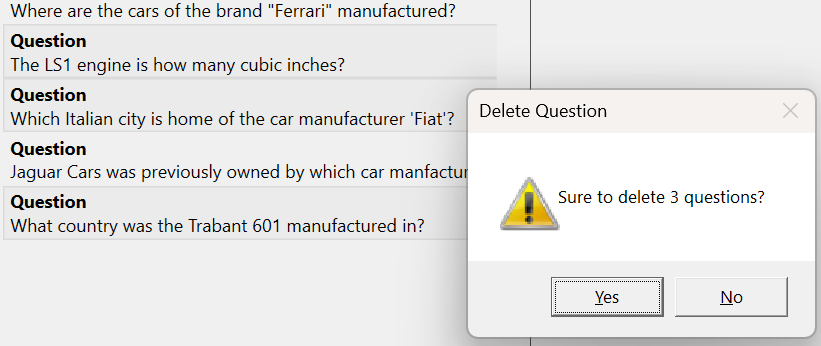 Where are the cars of the brand "Ferrari" manufactured?
Question
The LS1 engine is how many cubic inches?
Question
Which Italian city is home of the car manufacturer 'Fiat'?
Question
Jaguar Cars was previously owned by which car
Question
What country was the Trabant 601 manufactured in?
Delete Question
Sure to delete 3 questions?
Yes
No